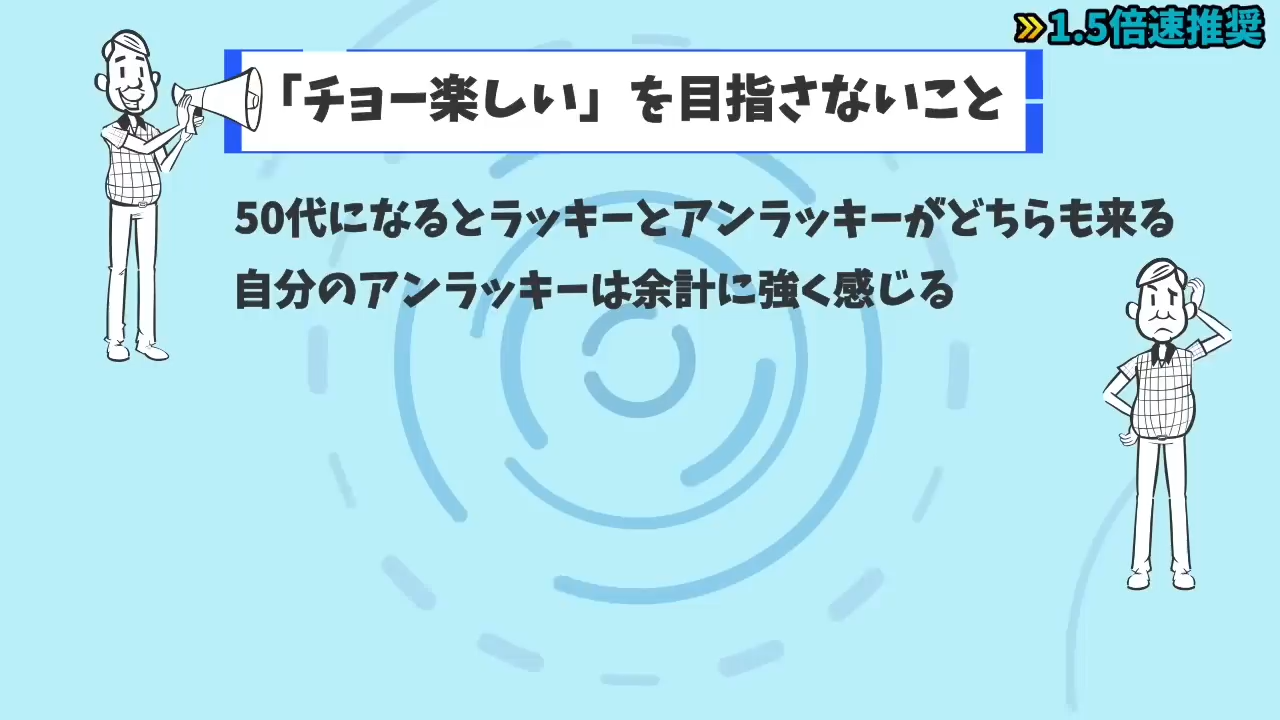 1.5倍速推奨
「チョー楽しい」を目指さないこと
50代になるとラッキーとアンラッキーがどちらも来る
自分のアンラッキーは余計に強く感じる